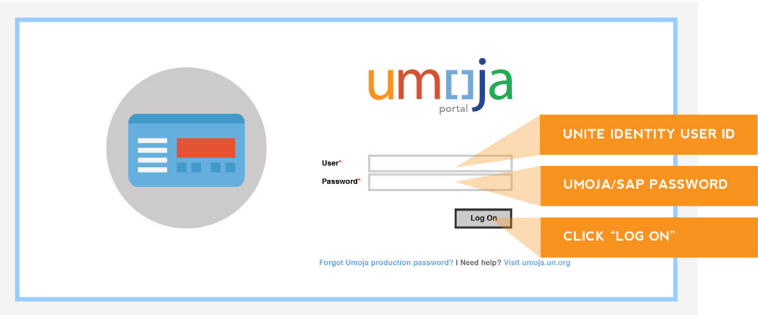 umoja
portal
UNITE IDENTITY USER ID
User*
Password*
UMOJA/SAP PASSWORD
Log On
CLICK “LOG ON”
Forgot Umoja production password? I Need help? Visit umoja.un.org